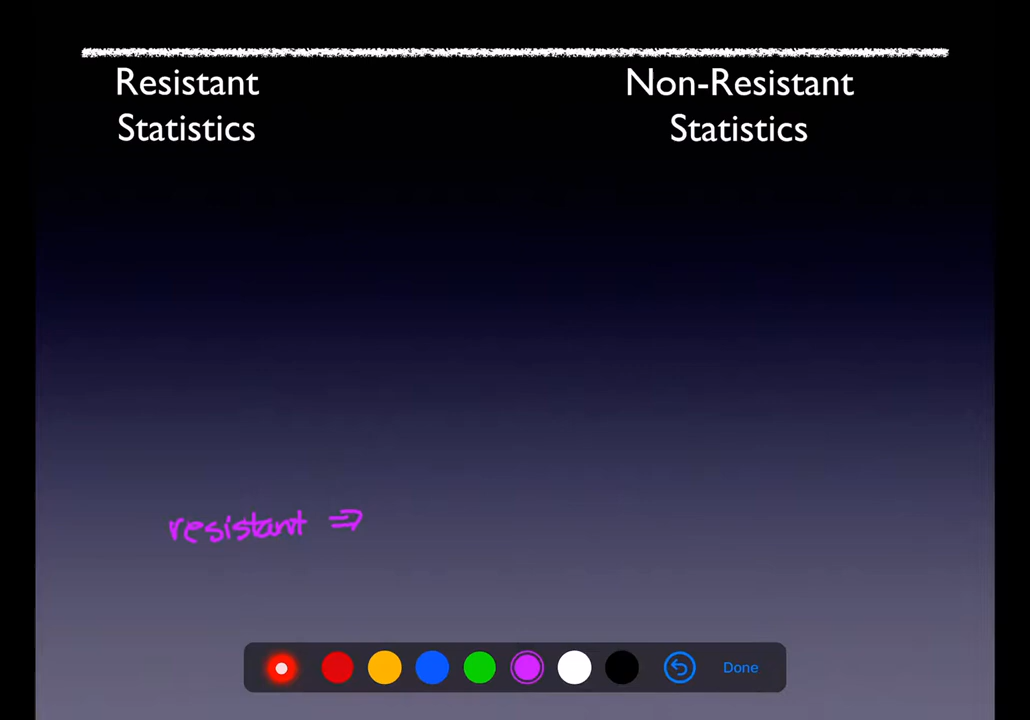 Resistant
Statistics
Non-Resistant
Statistics
resistant ⇒
Done